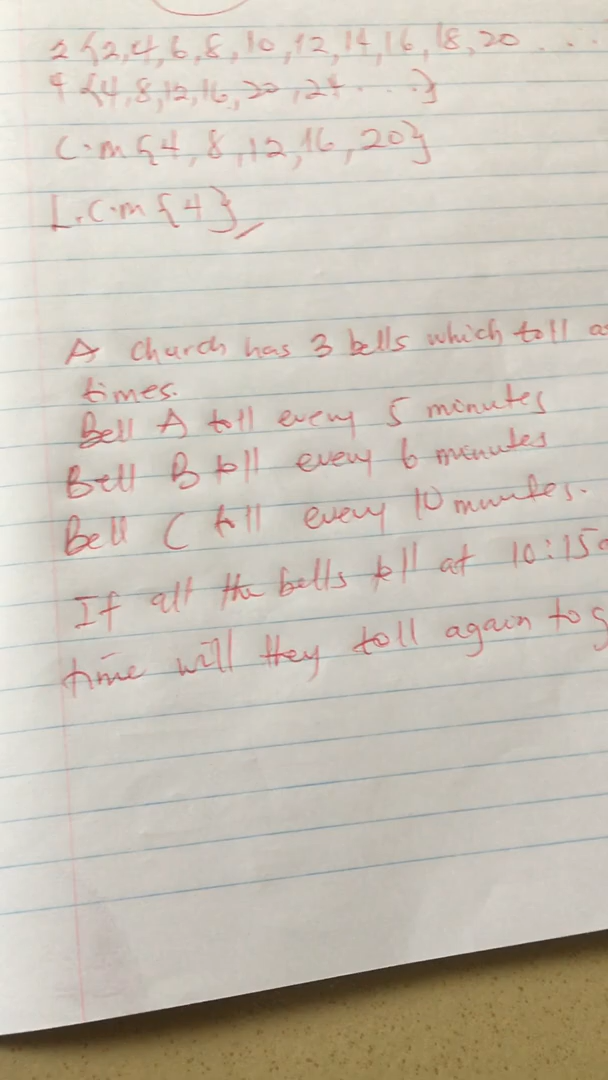 2 {2,4,6,8,10,12,14,16,18,20 ....
4 {4,8,12,16,20,24 ....}
C.m {4, 8, 12, 16, 20}
L.C.m {4}
A church has 3 bells which toll
times.
Bell A toll every 5 minutes
Bell B toll every 6 minutes
Bell C toll every 10 minutes.
If all the bells toll at 10:15
time will they toll again